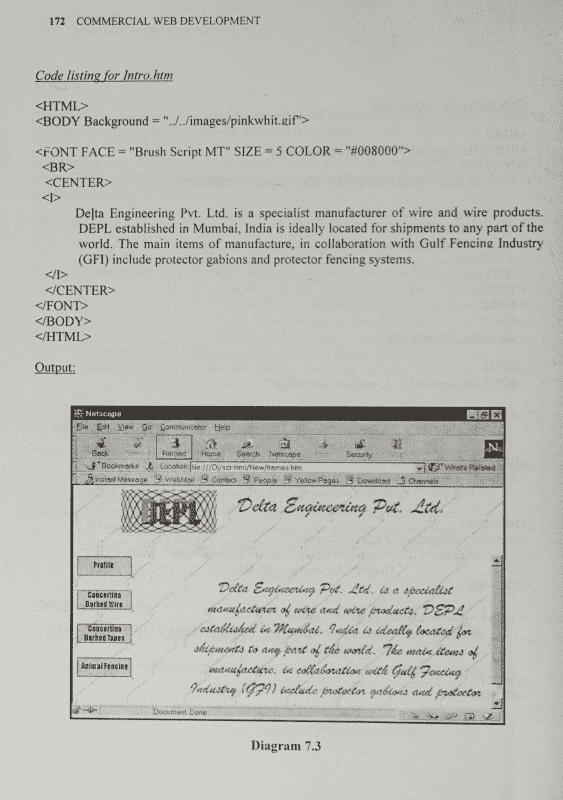 172 COMMERCIAL WEB DEVELOPMENT
Code listing for Intro.htm
<HTML>
<BODY Background = "../../images/pinkwhit.gif">
<FONT FACE = "Brush Script MT" SIZE = 5 COLOR = "#008000">
<BR>
<CENTER>
<I>
Delta Engineering Pvt. Ltd. is a specialist manufacturer of wire and wire products.
DEPL established in Mumbai, India is ideally located for shipments to any part of the
world. The main items of manufacture, in collaboration with Gulf Fencing Industry
(GFI) include protector gabions and protector fencing systems.
</I>
</CENTER>
</FONT>
</BODY>
</HTML>
Output:
Netscape
File Edit View Go Communicator Help
Back Reload Home Search Netscape Security
Bookmarks Location: file:///D|/sct-html/New/frames.htm What's Related
Instant Message WebMail Contact People Yellow Pages Download Channels
DEPL Delta Engineering Pvt. Ltd.
Profile
Concertina
Barbed Wire
Concertina
Barbed Tapes
Animal Fencing
Delta Engineering Pvt. Ltd. is a specialist
manufacturer of wire and wire products. DEPL
established in Mumbai, India is ideally located for
shipments to any part of the world. The main items of
manufacture, in collaboration with Gulf Fencing
Industry (GFI) include protector gabions and protector
Document: Done
Diagram 7.3